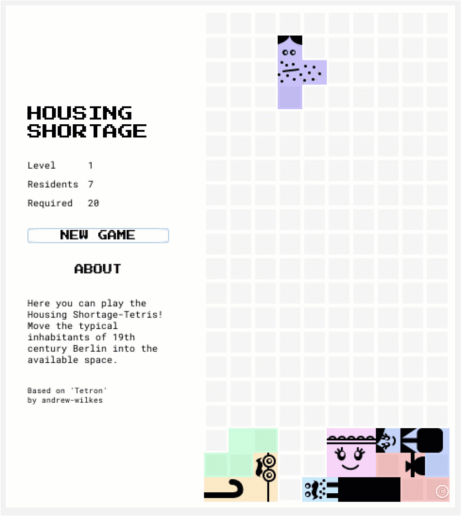 HOUSING
SHORTAGE
Level 1
Residents 7
Required 20
NEW GAME
ABOUT
Here you can play the
Housing Shortage-Tetris!
Move the typical
inhabitants of 19th
century Berlin into the
available space.
Based on 'Tetron'
by andrew-wilkes